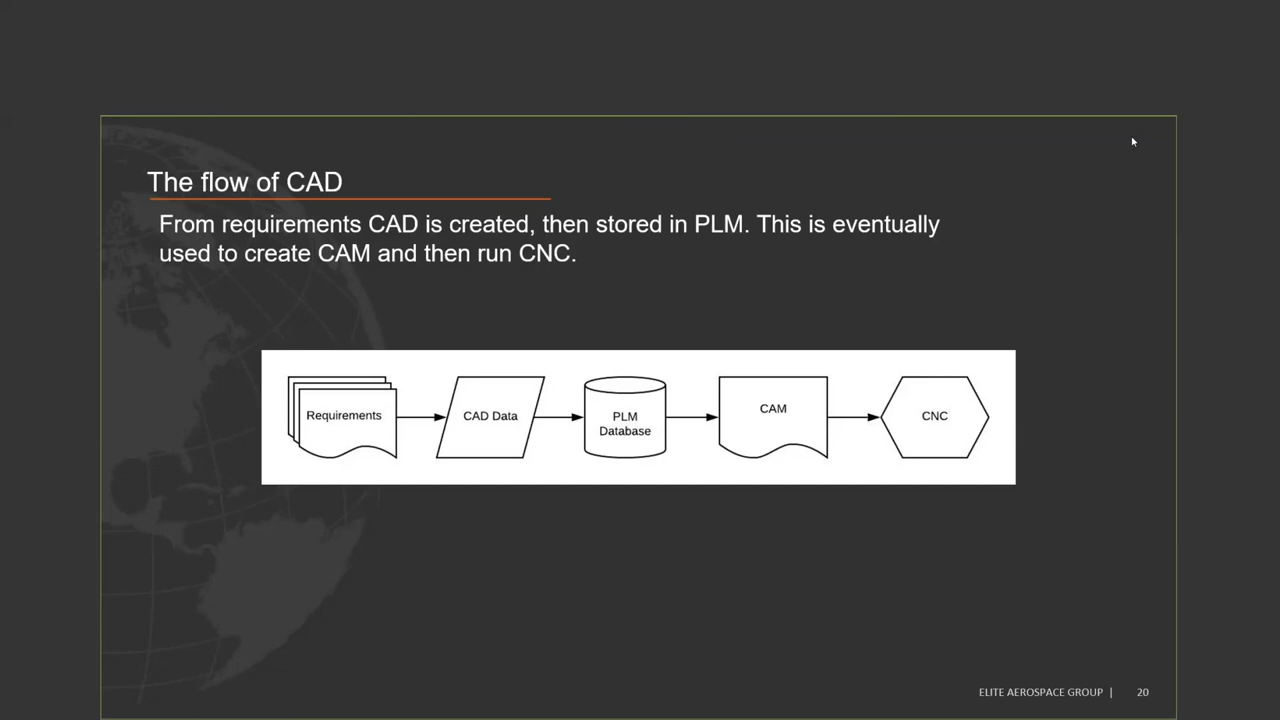 The flow of CAD
From requirements CAD is created, then stored in PLM. This is eventually
used to create CAM and then run CNC.
Requirements
CAD Data
PLM
Database
CAM
CNC
ELITE AEROSPACE GROUP | 20